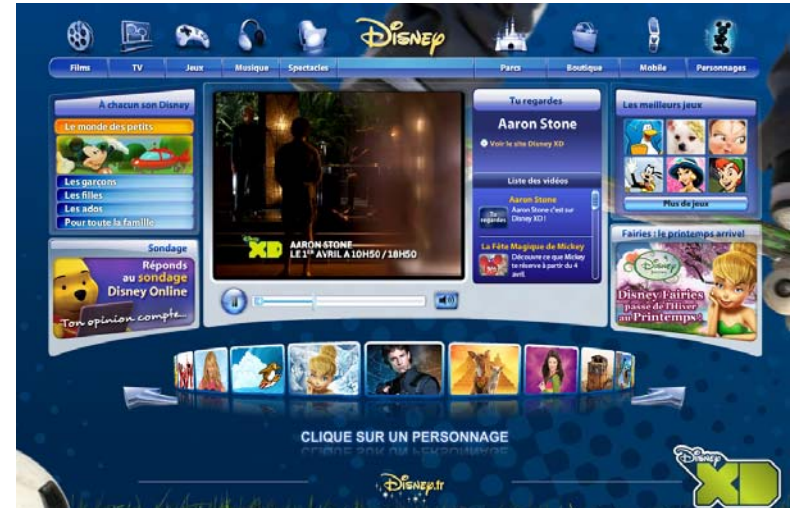 Disney
Films
TV
Jeux
Musique
Spectacles
Parcs
Boutique
Mobile
Personnages
À chacun son Disney
Le monde des petits
Les garçons
Les filles
Les ados
Pour toute la famille
Sondage
Réponds
au sondage
Disney Online
Ton opinion compte...
Disney
XD
AARON STONE
LE 1ER AVRIL A 10H50 / 18H50
Tu regardes
Aaron Stone
Voir le site Disney XD
Liste des vidéos
Tu
regardes
Aaron Stone
Aaron Stone c'est sur
Disney XD !
La Fête Magique de Mickey
Découvre ce que Mickey
te réserve à partir du 4
avril
Les meilleurs jeux
Plus de jeux
Fairies : le printemps arrive!
Disney
Disney Fairies
passe de l'Hiver
au Printemps !
CLIQUE SUR UN PERSONNAGE
Disney.fr
Disney
XD